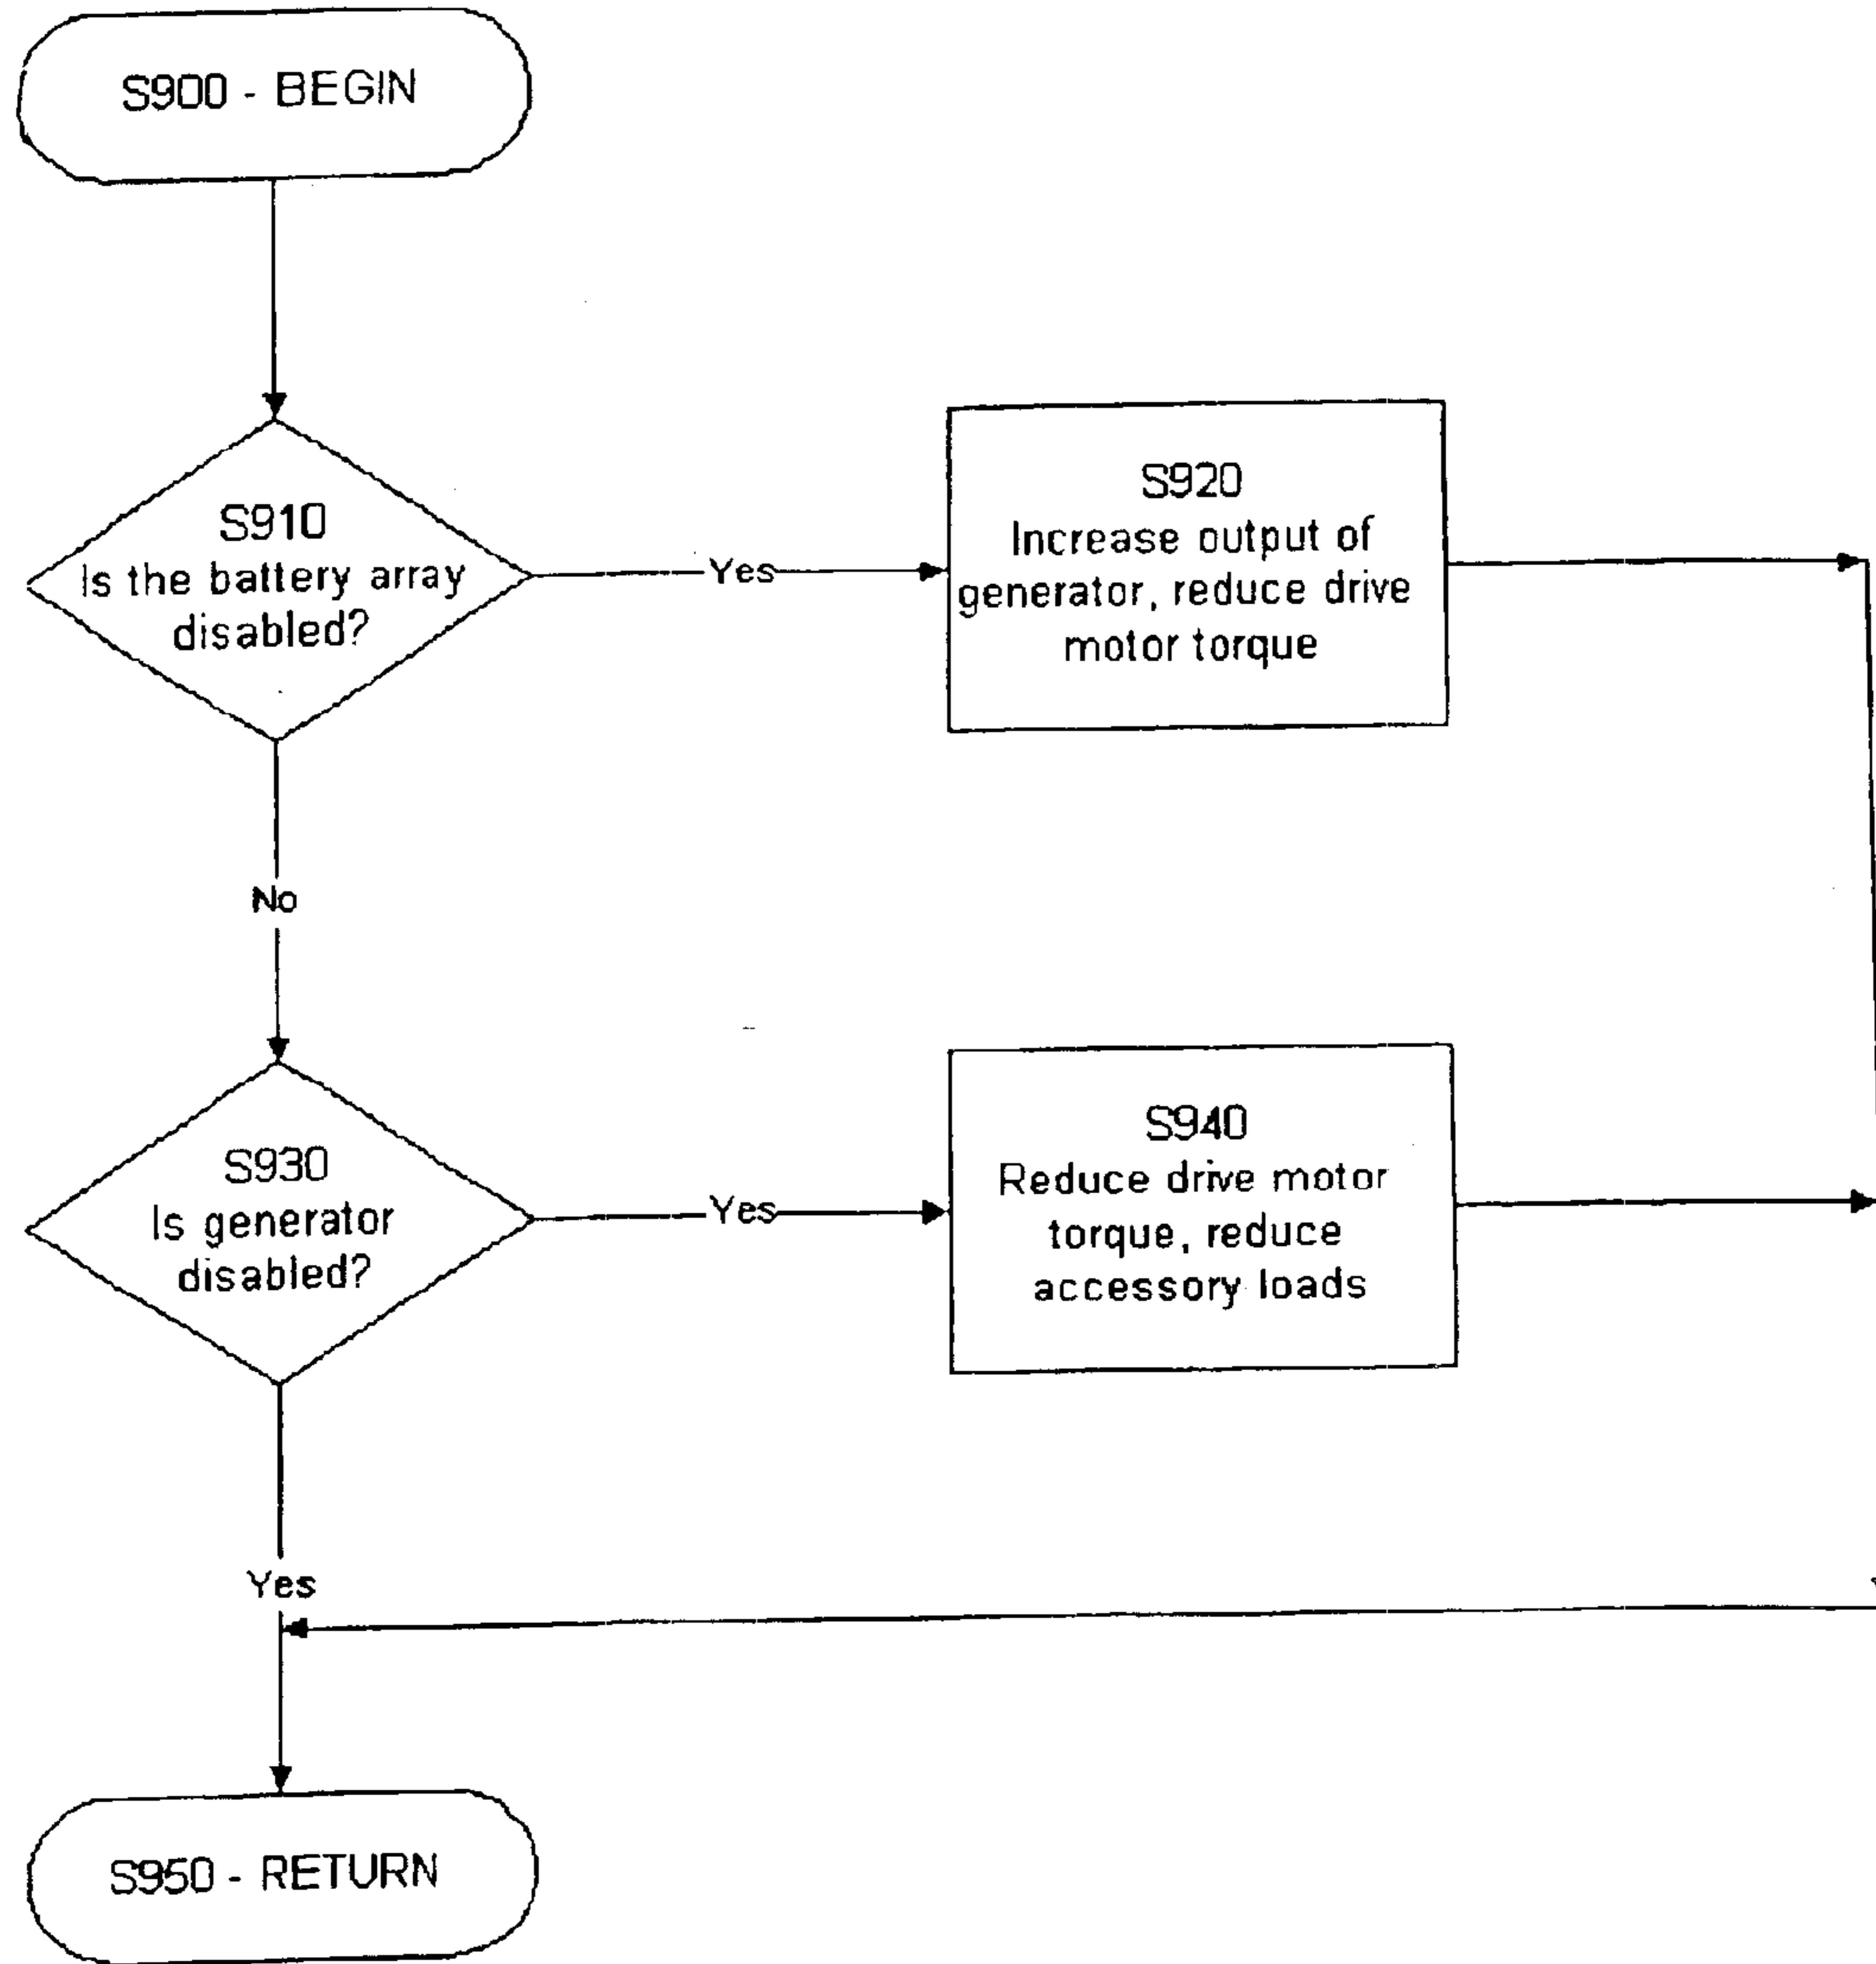 S900 - BEGIN
S910
Is the battery array
disabled?
Yes
S920
Increase output of
generator, reduce drive
motor torque
No
S930
Is generator
disabled?
Yes
S940
Reduce drive motor
torque, reduce
accessory loads
Yes
S950 - RETURN